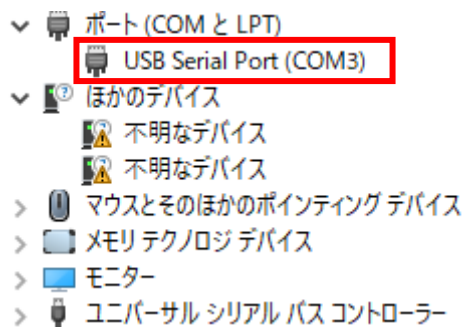 ポート (COM と LPT)
USB Serial Port (COM3)
ほかのデバイス
不明なデバイス
不明なデバイス
マウスとそのほかのポインティング デバイス
メモリ テクノロジ デバイス
モニター
ユニバーサル シリアル バス コントローラー